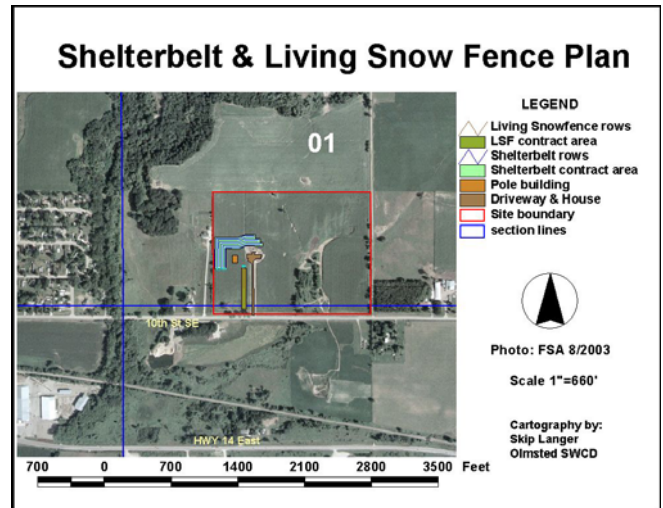 Shelterbelt & Living Snow Fence Plan
LEGEND
Living Snowfence rows
LSF contract area
Shelterbelt rows
Shelterbelt contract area
Pole building
Driveway & House
Site boundary
section lines
01
10th St SE
HWY 14 East
Photo: FSA 8/2003
Scale 1"=660'
Cartography by:
Skip Langer
Olmsted SWCD
700 0 700 1400 2100 2800 3500 Feet